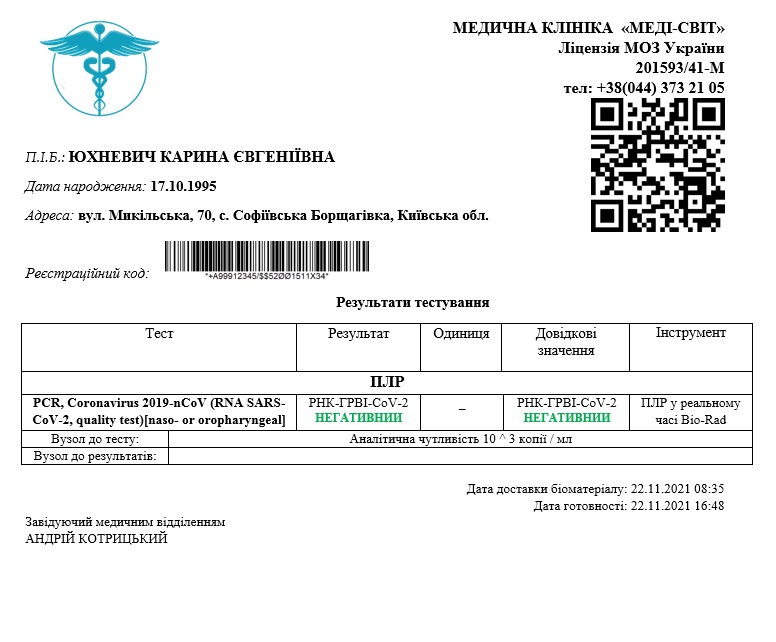 МЕДИЧНА КЛІНІКА «МЕДІ-СВІТ»
Ліцензія МОЗ України
201593/41-М
тел: +38(044) 373 21 05
П.І.Б.: ЮХНЕВИЧ КАРИНА ЄВГЕНІЇВНА
Дата народження: 17.10.1995
Адреса: вул. Микільська, 70, с. Софіївська Борщагівка, Київська обл.
Реєстраційний код:
*+A99912345/$$52ØØ1511X34*
Результати тестування
Тест Результат Одиниця Довідкові значення Інструмент
ПЛР
PCR, Coronavirus 2019-nCoV (RNA SARS- РНК-ГРВІ-CoV-2 – РНК-ГРВІ-CoV-2 ПЛР у реальному
CoV-2, quality test)[naso- or oropharyngeal] НЕГАТИВНИИ НЕГАТИВНИИ часі Bio-Rad
Вузол до тесту: Аналітична чутливість 10 ^ 3 копії / мл
Вузол до результатів:
Дата доставки біоматеріалу: 22.11.2021 08:35
Дата готовності: 22.11.2021 16:48
Завідуючий медичним відділенням
АНДРІЙ КОТРИЦЬКИЙ